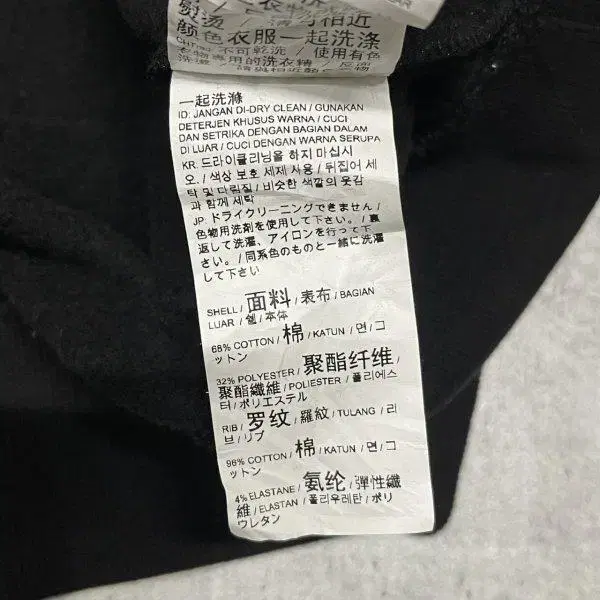 熨烫 / 请与相近
颜色衣服一起洗涤
CHT(TW): 不可乾洗 / 使用有色
衣物專用的洗衣精 / 反面
一起洗滌
ID: JANGAN DI-DRY CLEAN / GUNAKAN
DETERJEN KHUSUS WARNA / CUCI
DAN SETRIKA DENGAN BAGIAN DALAM
DI LUAR / CUCI DENGAN WARNA SERUPA
KR: 드라이클리닝을 하지 마십시
오. / 색상 보호 세제 사용 / 뒤집어 세
탁 및 다림질 / 비슷한 색깔의 옷감
과 함께 세탁
JP: ドライクリーニングできません /
色物用洗剤を使用して下さい。/ 裏
返して洗濯、アイロンを行って下
さい。/ 同系色のものと一緒に洗濯
して下さい
SHELL / 面料 / 表布 / BAGIAN
LUAR / 쉘 / 本体
68% COTTON / 棉 / KATUN / 면 / コ
ットン
32% POLYESTER / 聚酯纤维 /
聚酯纖維 / POLIESTER / 폴리에스
터 / ポリエステル
RIB / 罗纹 / 羅紋 / TULANG / 리
브 / リブ
96% COTTON / 棉 / KATUN / 면 / コ
ットン
4% ELASTANE / 氨纶 / 彈性纖
維 / ELASTAN / 폴리우레탄 / ポリ
ウレタン